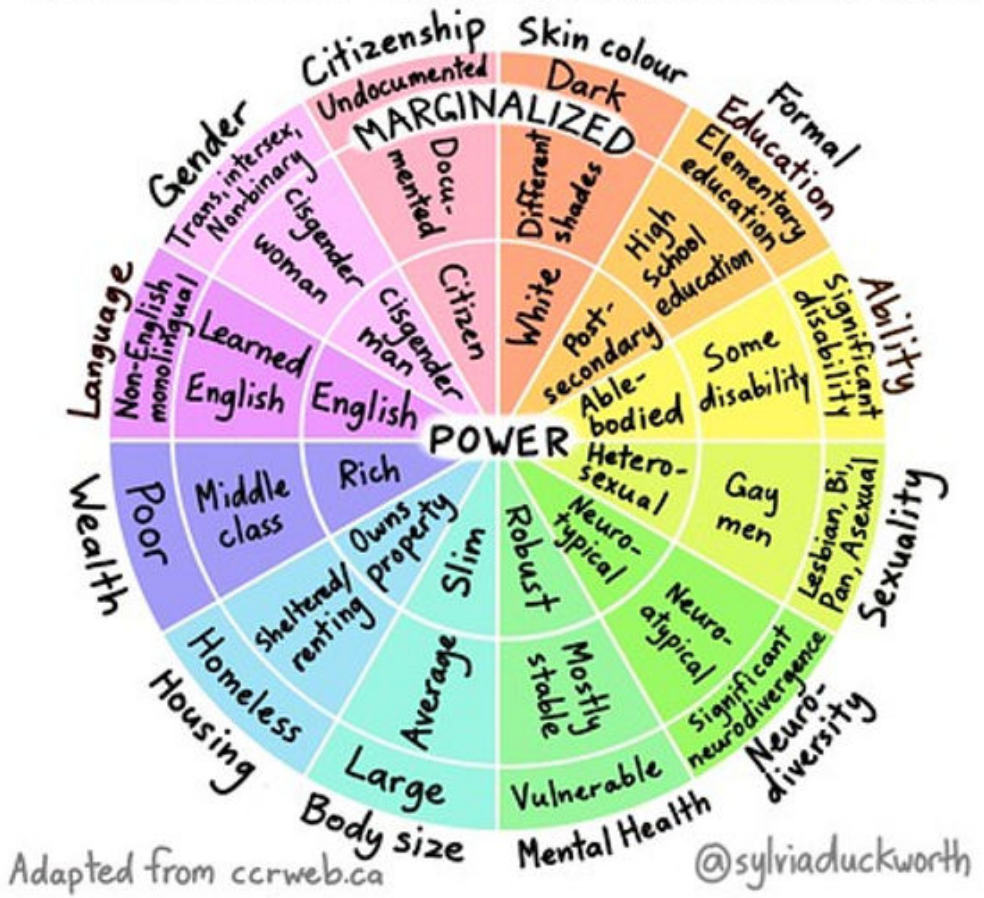 Citizenship
Undocumented
Docu-
mented
Citizen
Skin colour
Dark
Different
shades
White
Formal
Education
Elementary
education
High
school
education
Post-
secondary
Ability
Significant
disability
Some
disability
Able-
bodied
Sexuality
Lesbian, Bi,
Pan, Asexual
Gay
men
Hetero-
sexual
Neuro-
diversity
Significant
neurodivergence
Neuro-
atypical
Neuro-
typical
Mental Health
Vulnerable
Mostly
stable
Robust
Body size
Large
Average
Slim
Housing
Homeless
Sheltered/
renting
Owns
property
Wealth
Poor
Middle
class
Rich
Language
Non-English
monolingual
Learned
English
English
Gender
Trans, intersex,
Non-binary
cisgender
woman
cisgender
man
MARGINALIZED
POWER
Adapted from ccrweb.ca
@sylviaduckworth